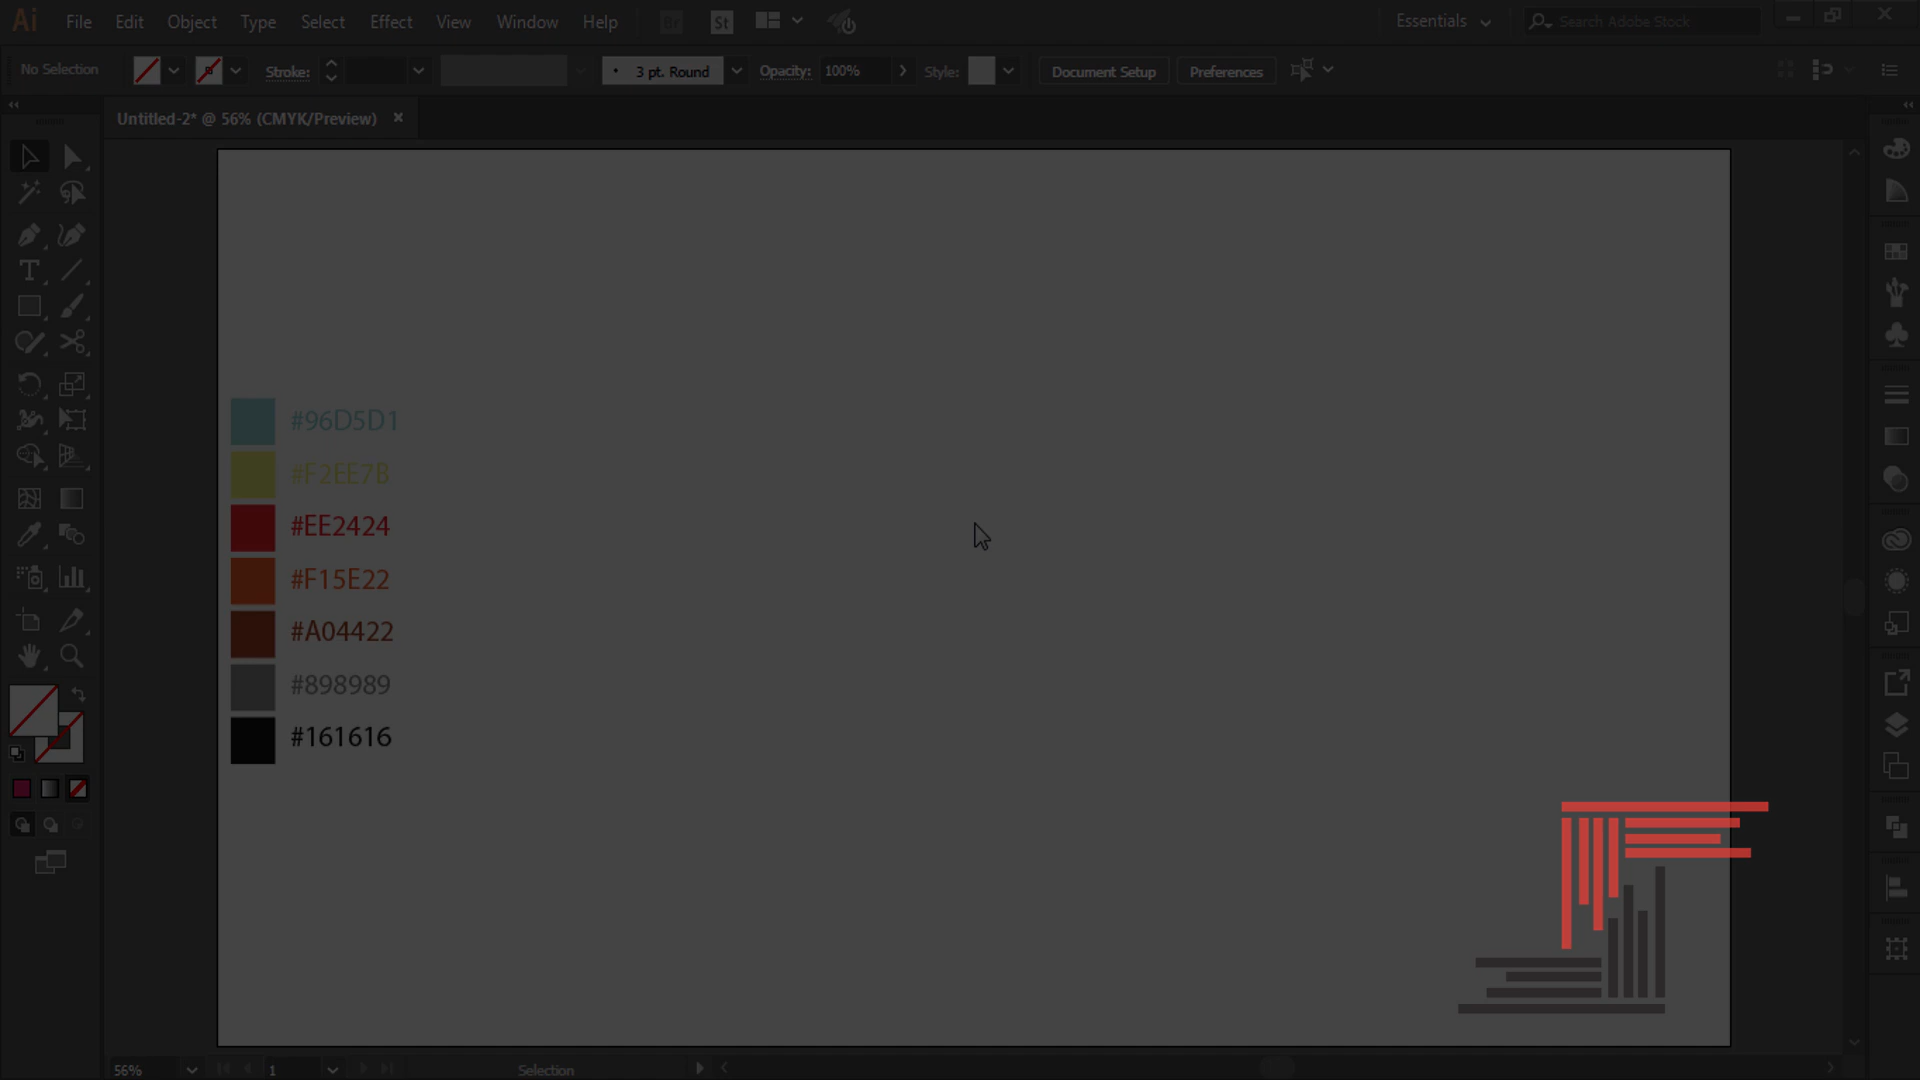 Ai File Edit Object Type Select Effect View Window Help Br St Essentials Search Adobe Stock
No Selection Stroke: 3 pt. Round Opacity: 100% Style: Document Setup Preferences
Untitled-2* @ 56% (CMYK/Preview)
#96D5D1
#F2EE7B
#EE2424
#F15E22
#A04422
#898989
#161616
56% 1 Selection